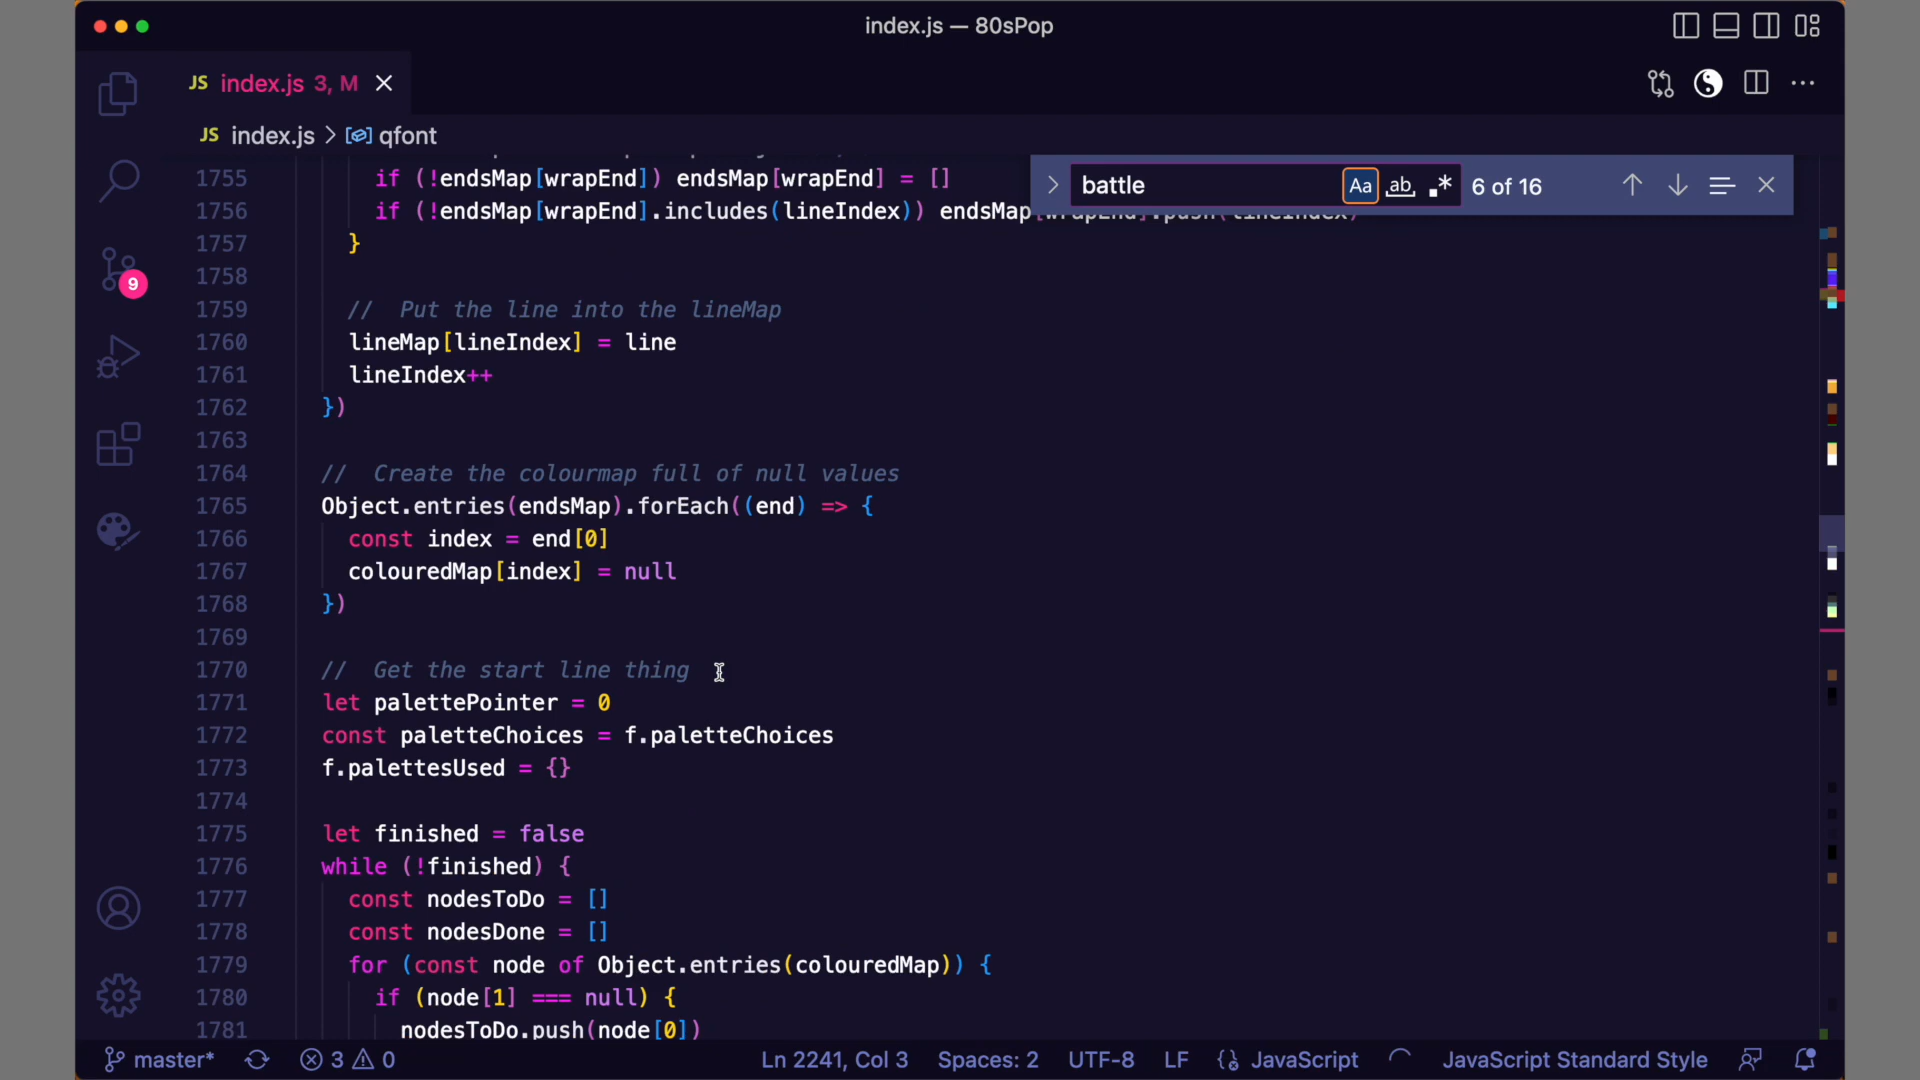 index.js — 80sPop
JS index.js 3, M
JS index.js > qfont
battle
Aa ab .* 6 of 16
1755 if (!endsMap[wrapEnd]) endsMap[wrapEnd] = []
1756 if (!endsMap[wrapEnd].includes(lineIndex)) endsMap[wrapEnd].push(lineIndex)
1757 }
1758
1759 // Put the line into the lineMap
1760 lineMap[lineIndex] = line
1761 lineIndex++
1762 })
1763
1764 // Create the colourmap full of null values
1765 Object.entries(endsMap).forEach((end) => {
1766 const index = end[0]
1767 colouredMap[index] = null
1768 })
1769
1770 // Get the start line thing
1771 let palettePointer = 0
1772 const paletteChoices = f.paletteChoices
1773 f.palettesUsed = {}
1774
1775 let finished = false
1776 while (!finished) {
1777 const nodesToDo = []
1778 const nodesDone = []
1779 for (const node of Object.entries(colouredMap)) {
1780 if (node[1] === null) {
1781 nodesToDo.push(node[0])
9
master* 3 0 Ln 2241, Col 3 Spaces: 2 UTF-8 LF JavaScript JavaScript Standard Style